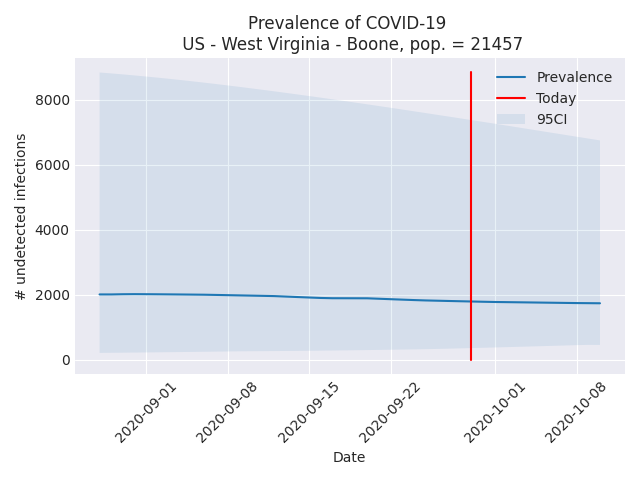 Prevalence of COVID-19
US - West Virginia - Boone, pop. = 21457
Prevalence
Today
95CI
# undetected infections
8000
6000
4000
2000
0
2020-09-01
2020-09-08
2020-09-15
2020-09-22
2020-10-01
2020-10-08
Date